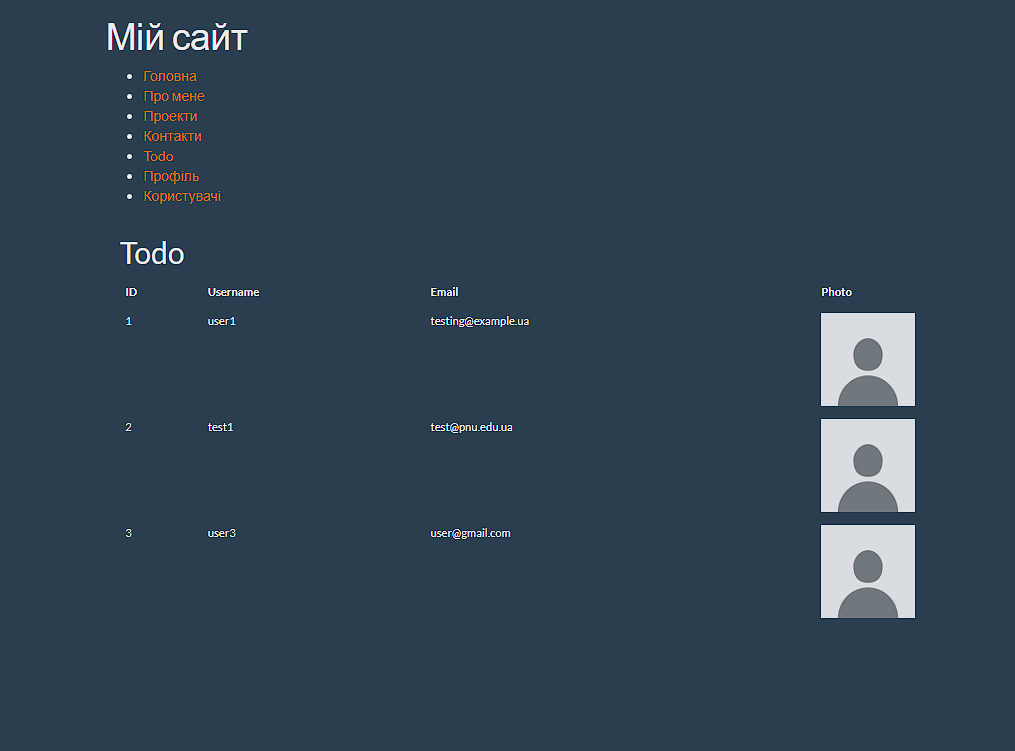 Мій сайт
Головна
Про мене
Проекти
Контакти
Todo
Профіль
Користувачі
Todo
ID Username Email Photo
1 user1 testing@example.ua
2 test1 test@pnu.edu.ua
3 user3 user@gmail.com